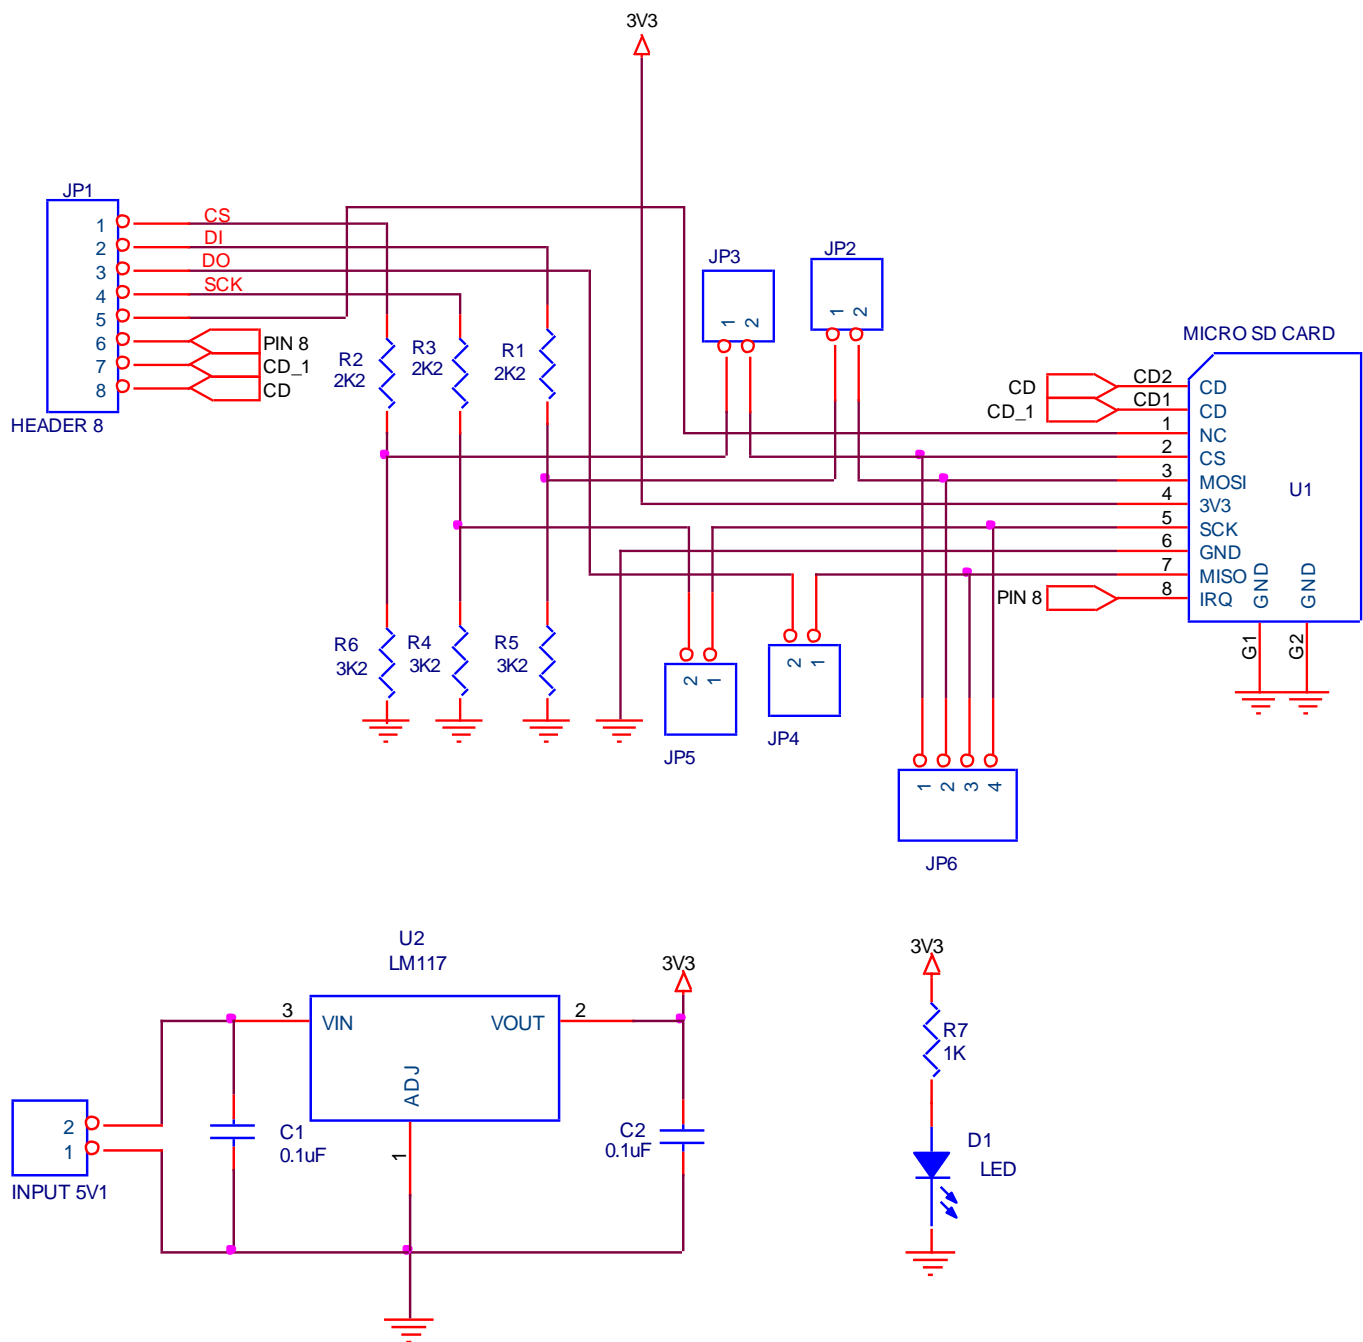 3V3
JP1
1
2
3
4
5
6
7
8
HEADER 8
CS
DI
DO
SCK
PIN 8
CD_1
CD
R2
2K2
R3
2K2
R1
2K2
R6
3K2
R4
3K2
R5
3K2
JP3
1
2
JP2
1
2
2
1
JP5
2
1
JP4
1
2
3
4
JP6
MICRO SD CARD
CD
CD_1
PIN 8
CD2
CD1
1
2
3
4
5
6
7
8
CD
CD
NC
CS
MOSI
3V3
SCK
GND
MISO
IRQ
U1
GND
GND
G1
G2
U2
LM117
3
VIN
VOUT
2
ADJ
1
3V3
2
1
INPUT 5V1
C1
0.1uF
C2
0.1uF
3V3
R7
1K
D1
LED